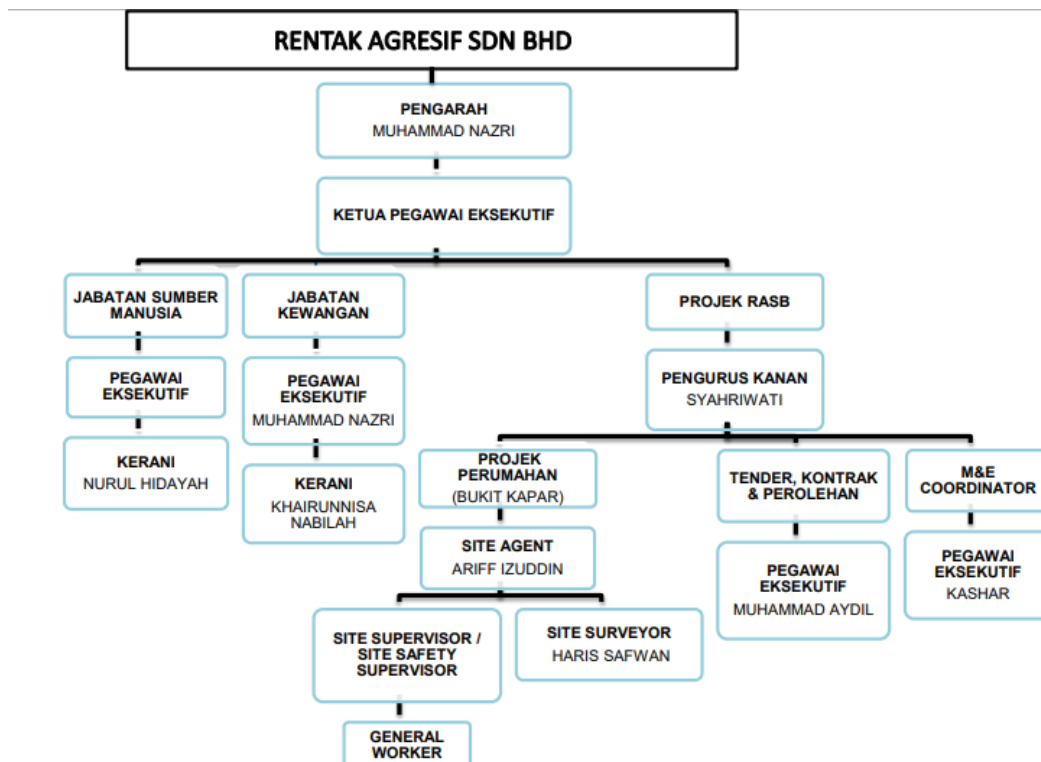 RENTAK AGRESIF SDN BHD
PENGARAH
MUHAMMAD NAZRI
KETUA PEGAWAI EKSEKUTIF
JABATAN SUMBER
MANUSIA
PEGAWAI
EKSEKUTIF
KERANI
NURUL HIDAYAH
JABATAN
KEWANGAN
PEGAWAI
EKSEKUTIF
MUHAMMAD NAZRI
KERANI
KHAIRUNNISA
NABILAH
PROJEK RASB
PENGURUS KANAN
SYAHRIWATI
PROJEK
PERUMAHAN
(BUKIT KAPAR)
SITE AGENT
ARIFF IZUDDIN
SITE SUPERVISOR /
SITE SAFETY
SUPERVISOR
GENERAL
WORKER
SITE SURVEYOR
HARIS SAFWAN
TENDER, KONTRAK
& PEROLEHAN
PEGAWAI
EKSEKUTIF
MUHAMMAD AYDIL
M&E
COORDINATOR
PEGAWAI
EKSEKUTIF
KASHAR